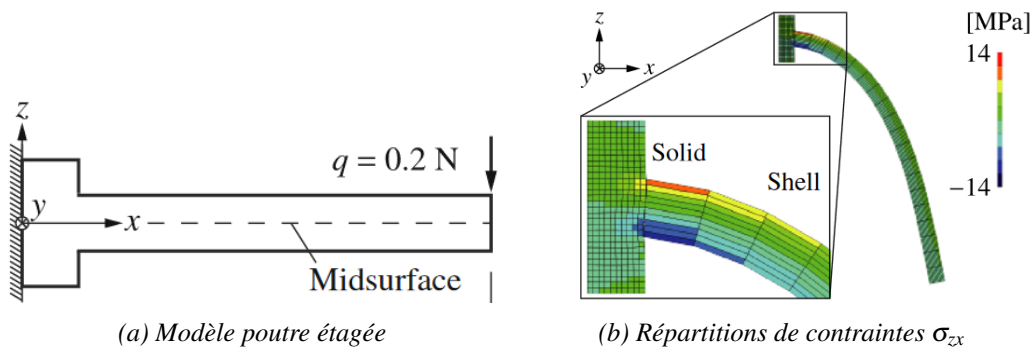 z
y
x
q = 0.2 N
Midsurface
(a) Modèle poutre étagée
z
y
x
[MPa]
14
−14
Solid
Shell
(b) Répartitions de contraintes σzx